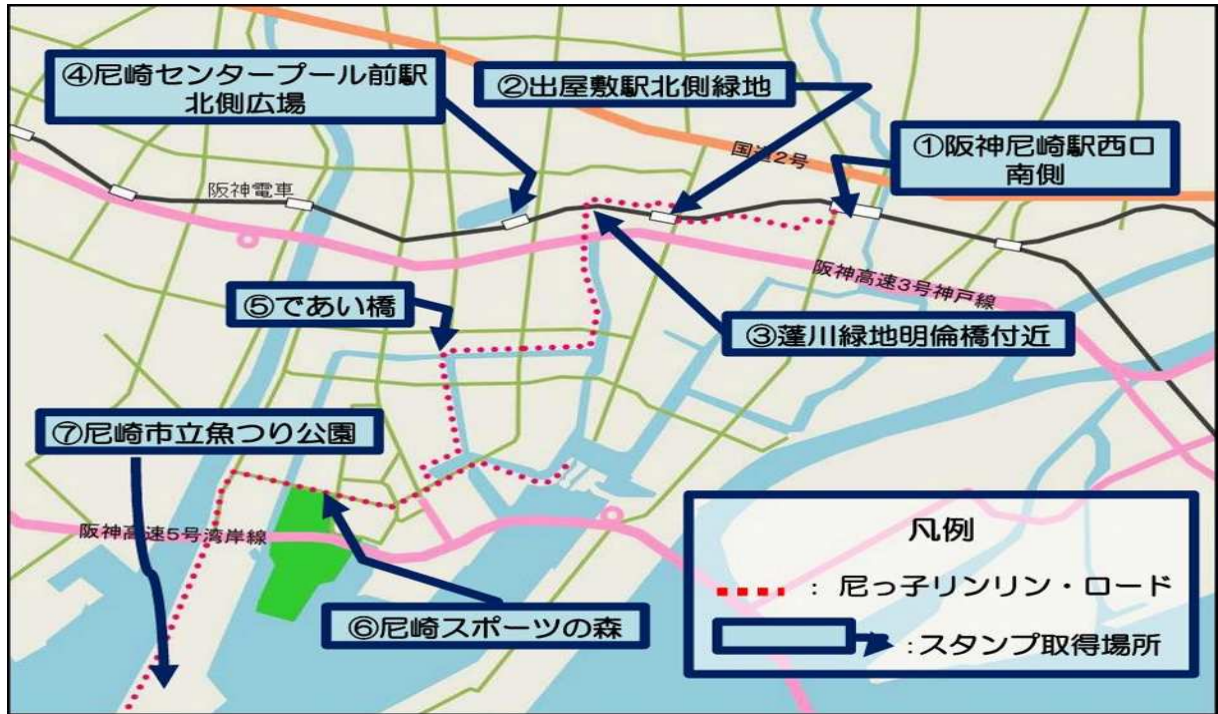 ④尼崎センタープール前駅
北側広場
②出屋敷駅北側緑地
①阪神尼崎駅西口
南側
国道2号
阪神電車
阪神高速3号神戸線
⑤であい橋
③蓬川緑地明倫橋付近
⑦尼崎市立魚つり公園
阪神高速5号湾岸線
⑥尼崎スポーツの森
凡例
：尼っ子リンリン・ロード
：スタンプ取得場所